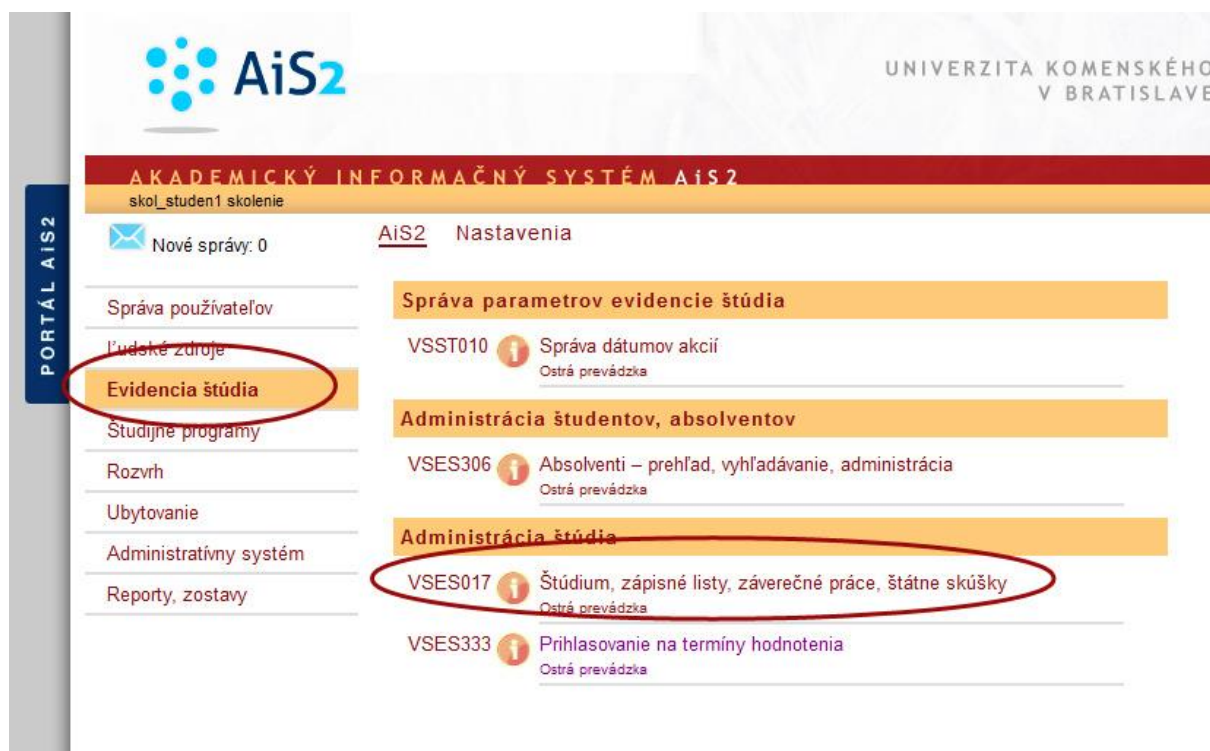 AiS2
UNIVERZITA KOMENSKÉHO
V BRATISLAVE
AKADEMICKÝ INFORMAČNÝ SYSTÉM AiS2
skol_studen1 skolenie
PORTÁL AiS2
Nové správy: 0
AiS2 Nastavenia
Správa používateľov
Ľudské zdroje
Evidencia štúdia
Študijné programy
Rozvrh
Ubytovanie
Administratívny systém
Reporty, zostavy
Správa parametrov evidencie štúdia
VSST010 Správa dátumov akcií
Ostrá prevádzka
Administrácia študentov, absolventov
VSES306 Absolventi – prehľad, vyhľadávanie, administrácia
Ostrá prevádzka
Administrácia štúdia
VSES017 Štúdium, zápisné listy, záverečné práce, štátne skúšky
Ostrá prevádzka
VSES333 Prihlasovanie na termíny hodnotenia
Ostrá prevádzka